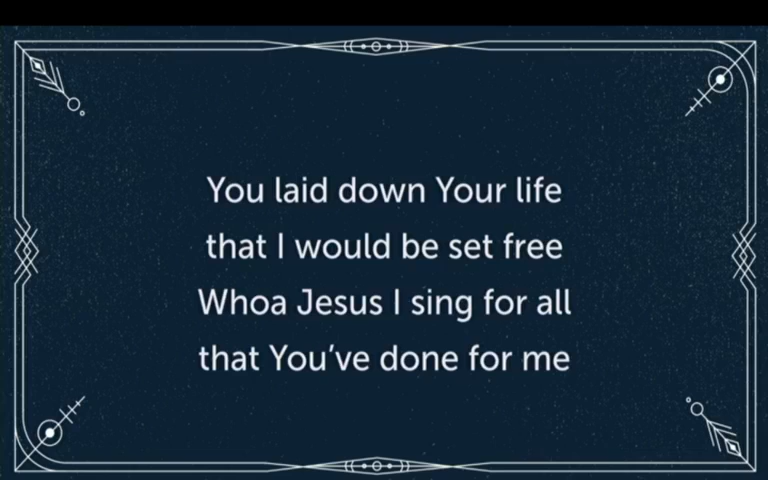 You laid down Your life
that I would be set free
Whoa Jesus I sing for all
that You've done for me